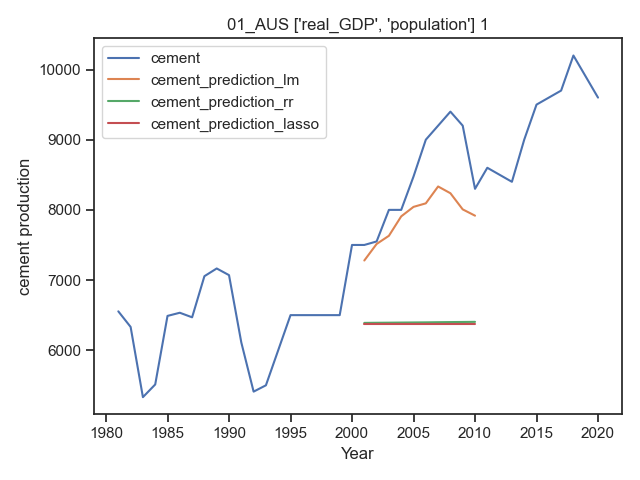 01_AUS ['real_GDP', 'population'] 1
cement
cement_prediction_lm
cement_prediction_rr
cement_prediction_lasso
cement production
10000
9000
8000
7000
6000
1980 1985 1990 1995 2000 2005 2010 2015 2020
Year